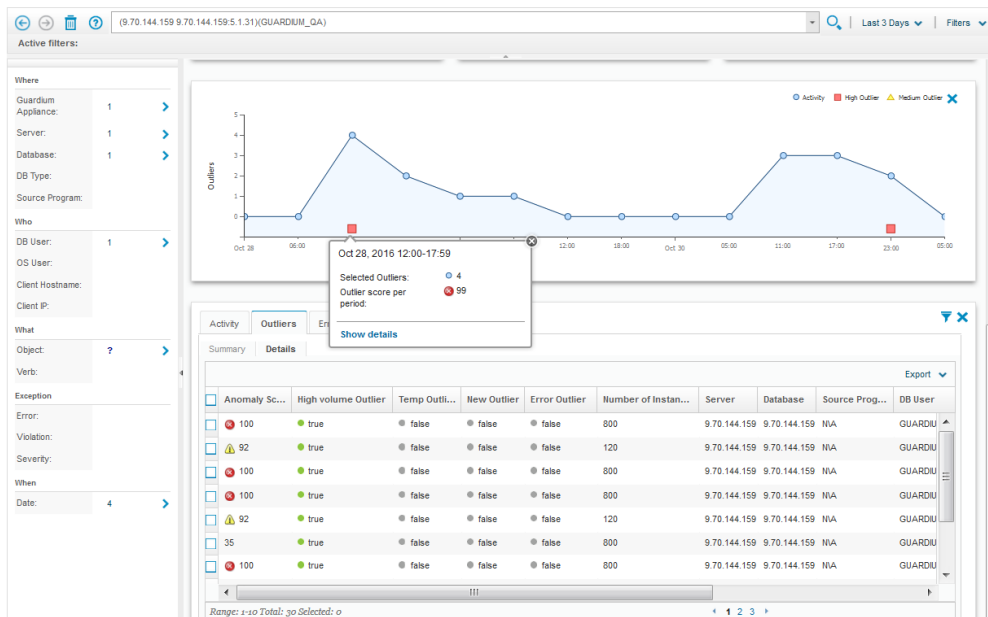 (9.70.144.159 9.70.144.159:5.1.31)(GUARDIUM_QA)
Last 3 Days
Filters
Active filters:
Where
Guardium Appliance: 1
Server: 1
Database: 1
DB Type:
Source Program:
Who
DB User: 1
OS User:
Client Hostname:
Client IP:
What
Object: ?
Verb:
Exception
Error:
Violation:
Severity:
When
Date: 4
Activity High Outlier Medium Outlier
Outliers
5
4
3
2
1
0
Oct 28 06:00 12:00 18:00 Oct 30 05:00 11:00 17:00 23:00 05:00
Oct 28, 2016 12:00-17:59
Selected Outliers: 4
Outlier score per period: 99
Show details
Activity Outliers
Summary Details
Export
Anomaly Sc... High volume Outlier Temp Outli... New Outlier Error Outlier Number of Instan... Server Database Source Prog... DB User
100 true false false false 800 9.70.144.159 9.70.144.159 N\A GUARDIU
92 true false false false 120 9.70.144.159 9.70.144.159 N\A GUARDIU
100 true false false false 800 9.70.144.159 9.70.144.159 N\A GUARDIU
100 true false false false 800 9.70.144.159 9.70.144.159 N\A GUARDIU
92 true false false false 120 9.70.144.159 9.70.144.159 N\A GUARDIU
35 true false false false 800 9.70.144.159 9.70.144.159 N\A GUARDIU
100 true false false false 800 9.70.144.159 9.70.144.159 N\A GUARDIU
Range: 1-10 Total: 30 Selected: 0
1 2 3